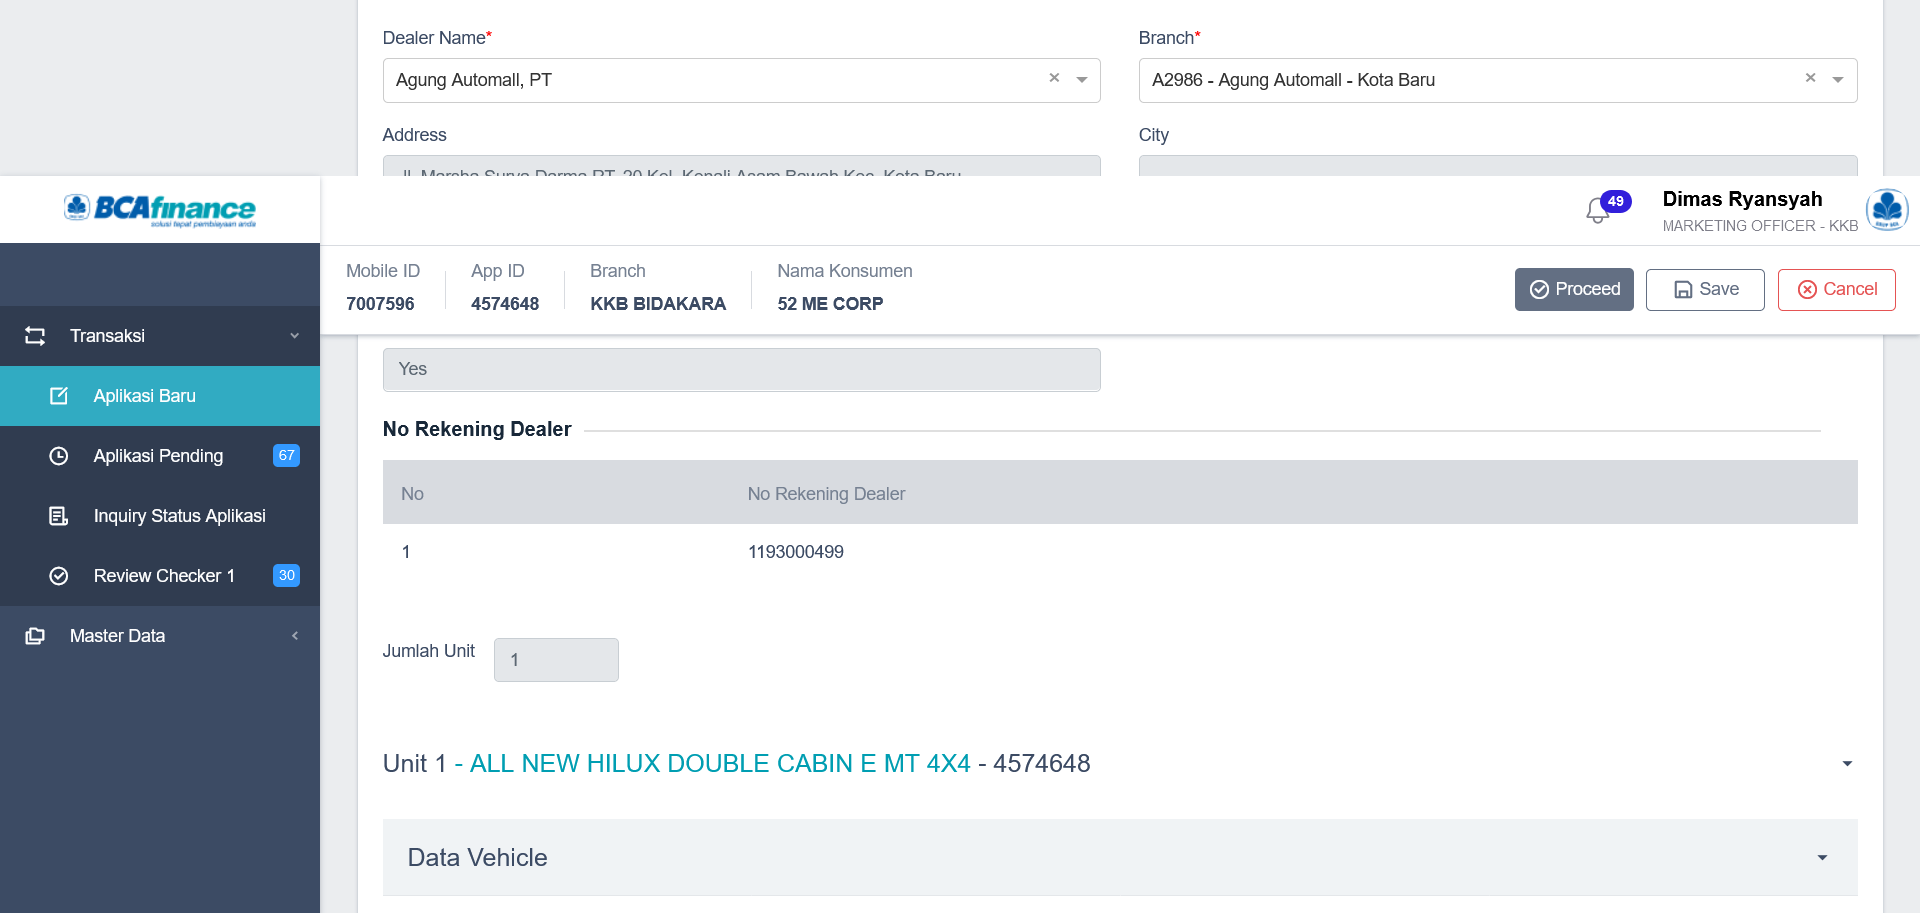 Dealer Name*
Branch*
Agung Automall, PT
A2986 - Agung Automall - Kota Baru
Address
City
BCAfinance
solusi tepat pembiayaan anda
49
Dimas Ryansyah
MARKETING OFFICER - KKB
Mobile ID
App ID
Branch
Nama Konsumen
7007596
4574648
KKB BIDAKARA
52 ME CORP
Proceed
Save
Cancel
Transaksi
Aplikasi Baru
Aplikasi Pending
67
Inquiry Status Aplikasi
Review Checker 1
30
Master Data
Yes
No Rekening Dealer
No
No Rekening Dealer
1
1193000499
Jumlah Unit
1
Unit 1 - ALL NEW HILUX DOUBLE CABIN E MT 4X4 - 4574648
Data Vehicle